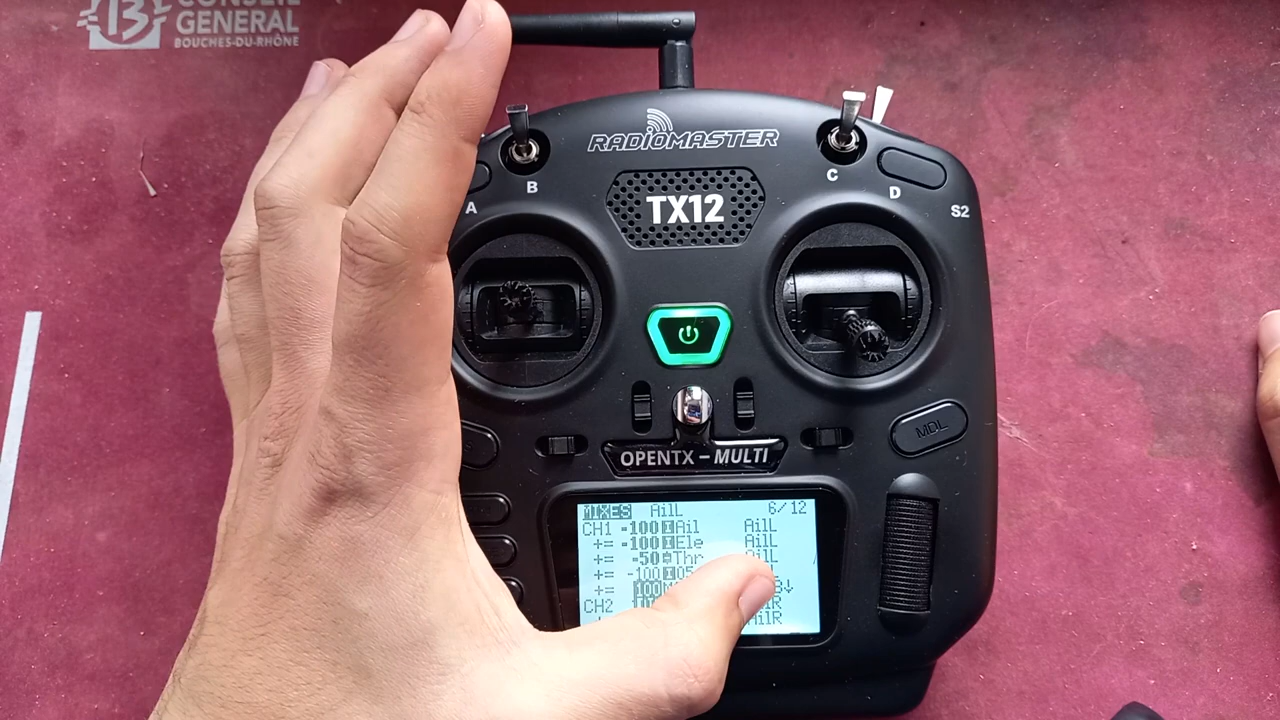 CONSEIL
GENERAL
BOUCHES-DU-RHÔNE
RADIOMASTER
TX12
A
B
C
D
S2
MDL
OPENTX - MULTI
MIXES AilL 6/12
CH1 -100 Ail AilL
+= -100 Ele AilL
+= -50 Thr AilL
+= -100
+= 100
CH2
AilR